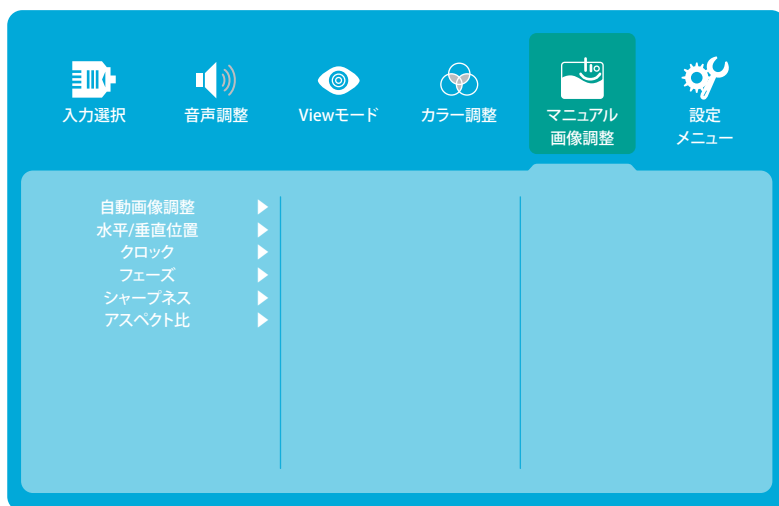 入力選択
音声調整
Viewモード
カラー調整
マニュアル
画像調整
設定
メニュー
自動画像調整
水平/垂直位置
クロック
フェーズ
シャープネス
アスペクト比